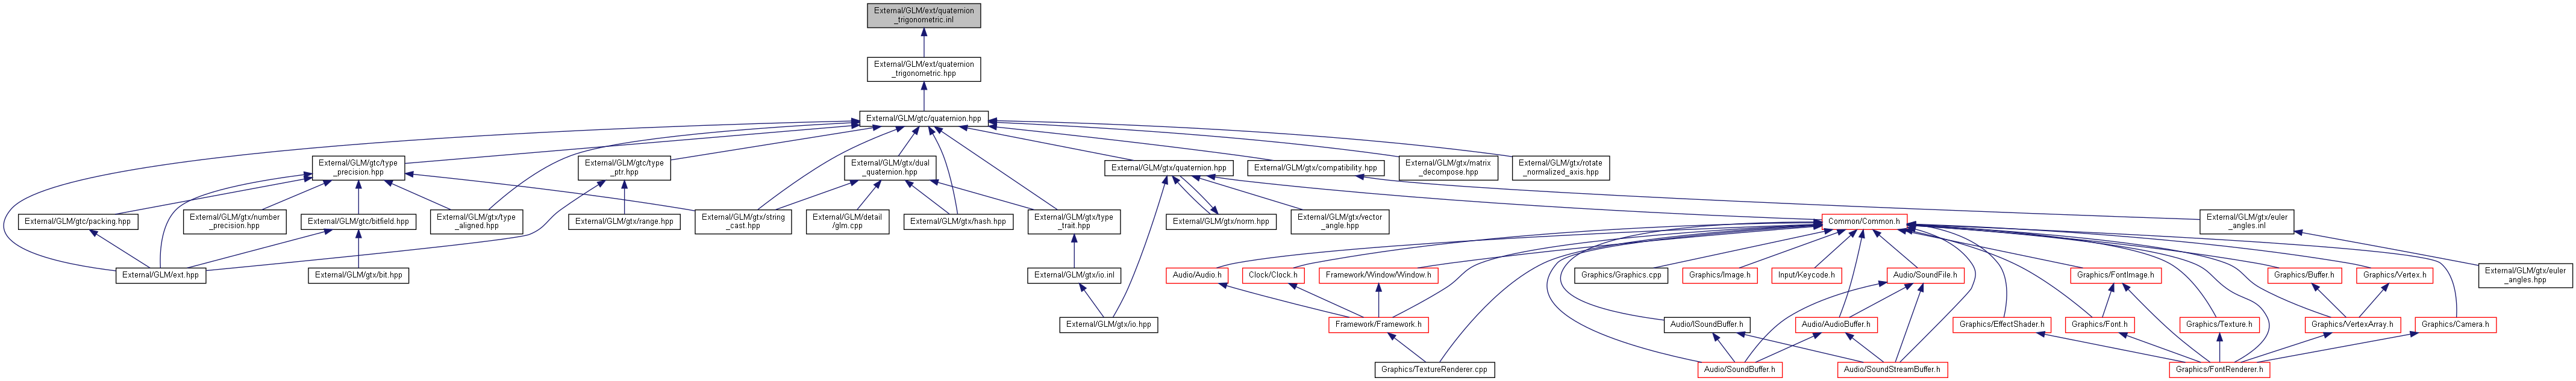 External/GLM/ext/quaternion
_trigonometric.inl
External/GLM/ext/quaternion
_trigonometric.hpp
External/GLM/gtc/quaternion.hpp
External/GLM/gtc/type
_precision.hpp
External/GLM/gtc/type
_ptr.hpp
External/GLM/gtx/dual
_quaternion.hpp
External/GLM/gtx/quaternion.hpp
External/GLM/gtx/compatibility.hpp
External/GLM/gtx/matrix
_decompose.hpp
External/GLM/gtx/rotate
_normalized_axis.hpp
External/GLM/gtc/packing.hpp
External/GLM/gtx/number
_precision.hpp
External/GLM/gtc/bitfield.hpp
External/GLM/gtx/type
_aligned.hpp
External/GLM/gtx/range.hpp
External/GLM/gtx/string
_cast.hpp
External/GLM/detail
/glm.cpp
External/GLM/gtx/hash.hpp
External/GLM/gtx/type
_trait.hpp
External/GLM/gtx/norm.hpp
External/GLM/gtx/vector
_angle.hpp
Common/Common.h
External/GLM/gtx/euler
_angles.inl
External/GLM/ext.hpp
External/GLM/gtx/bit.hpp
External/GLM/gtx/io.inl
Audio/Audio.h
Clock/Clock.h
Framework/Window/Window.h
Graphics/Graphics.cpp
Graphics/Image.h
Input/Keycode.h
Audio/SoundFile.h
Graphics/FontImage.h
Graphics/Buffer.h
Graphics/Vertex.h
External/GLM/gtx/euler
_angles.hpp
External/GLM/gtx/io.hpp
Framework/Framework.h
Audio/ISoundBuffer.h
Audio/AudioBuffer.h
Graphics/EffectShader.h
Graphics/Font.h
Graphics/Texture.h
Graphics/VertexArray.h
Graphics/Camera.h
Graphics/TextureRenderer.cpp
Audio/SoundBuffer.h
Audio/SoundStreamBuffer.h
Graphics/FontRenderer.h